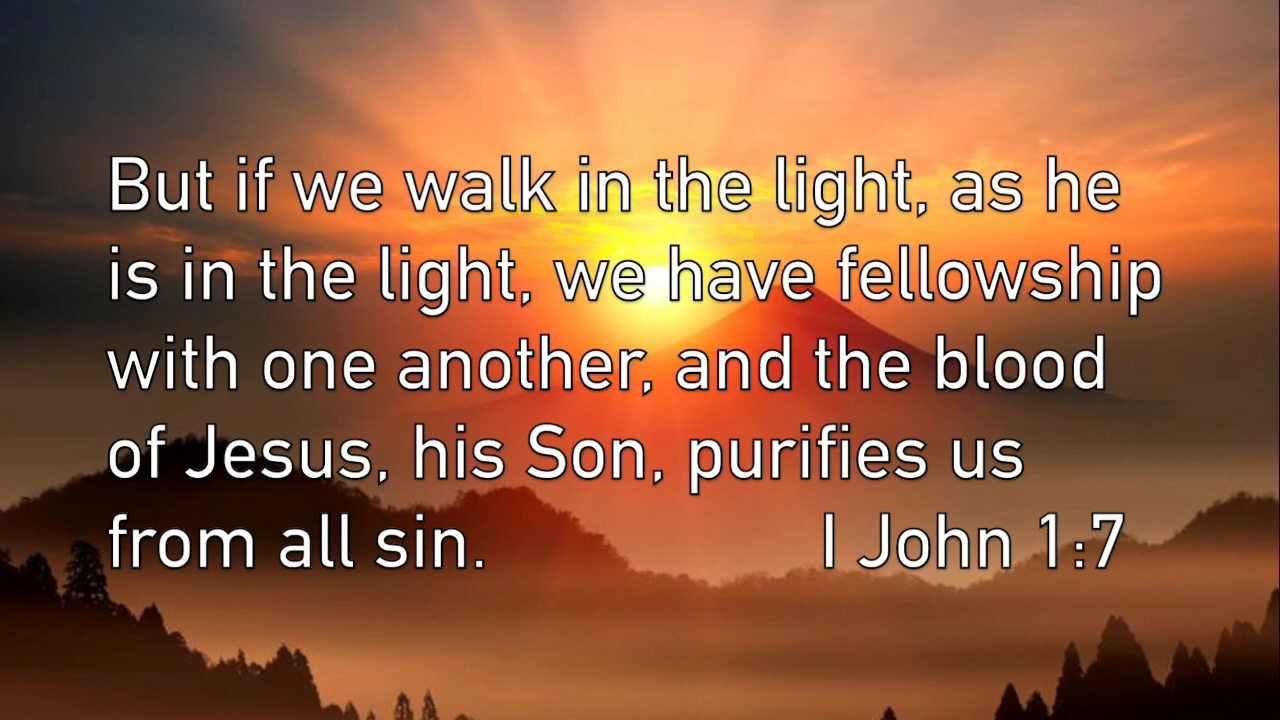 But if we walk in the light, as he
is in the light, we have fellowship
with one another, and the blood
of Jesus, his Son, purifies us
from all sin. I John 1:7